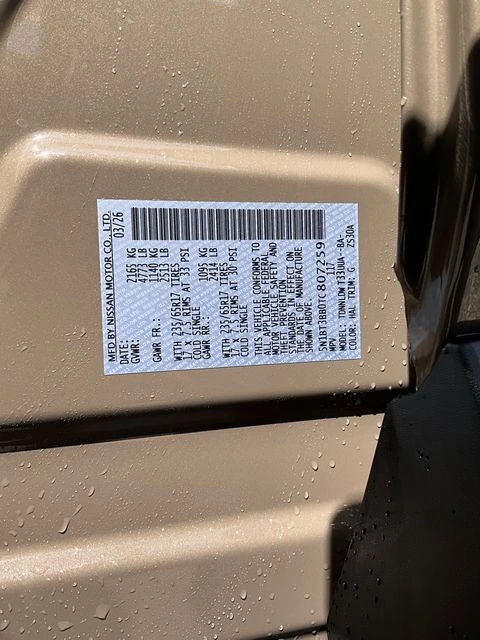 MFD BY NISSAN MOTOR CO., LTD.
DATE: 03/26
GVWR: 2165 KG
4773 LB
GAWR FR.: 1140 KG
2513 LB
WITH 235/65R17 TIRES
17 X 7.5 RIMS AT 33 PSI
COLD SINGLE
GAWR RR.: 1095 KG
2414 LB
WITH 235/65R17 TIRES
17 X 7.5 RIMS AT 30 PSI
COLD SINGLE
THIS VEHICLE CONFORMS TO
ALL APPLICABLE FEDERAL
MOTOR VEHICLE SAFETY AND
THEFT PREVENTION
STANDARDS IN EFFECT ON
THE DATE OF MANUFACTURE
SHOWN ABOVE
5N1BT3BB0TC807259
MPV 117
MODEL: TONNLDW T33UUA -BA-
COLOR: HAL TRIM: G 2S30A